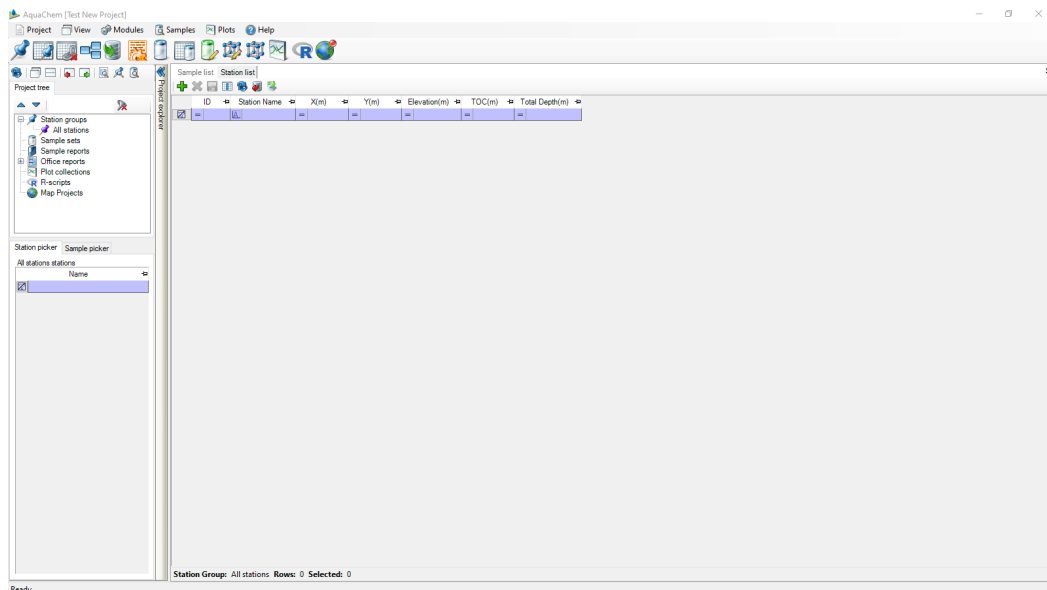 AquaChem [Test New Project]
Project View Modules Samples Plots Help
Sample list Station list
Project tree
Project explorer
ID Station Name X(m) Y(m) Elevation(m) TOC(m) Total Depth(m)
= A = = = = =
Station groups
All stations
Sample sets
Sample reports
Office reports
Plot collections
R-scripts
Map Projects
Station picker Sample picker
All stations stations
Name
Station Group: All stations Rows: 0 Selected: 0
Ready